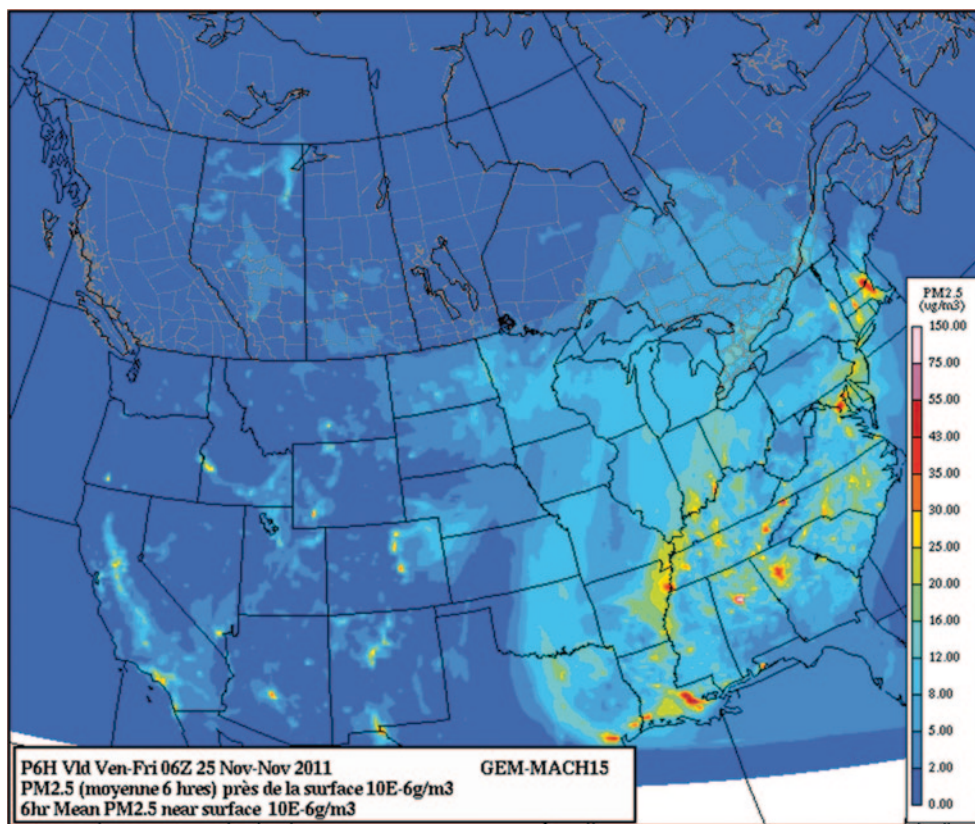 PM2.5
(ug/m3)
150.00
75.00
55.00
43.00
35.00
30.00
25.00
20.00
16.00
12.00
8.00
5.00
2.00
0.00
P6H Vld Ven-Fri 06Z 25 Nov-Nov 2011 GEM-MACH15
PM2.5 (moyenne 6 hres) près de la surface 10E-6g/m3
6hr Mean PM2.5 near surface 10E-6g/m3